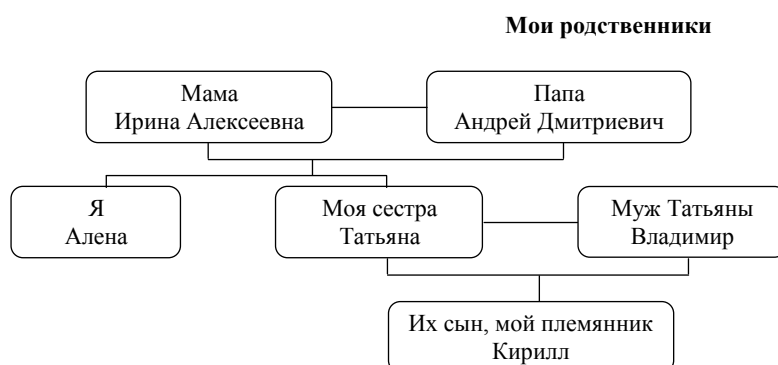 Мои родственники
Мама
Ирина Алексеевна
Папа
Андрей Дмитриевич
Я
Алена
Моя сестра
Татьяна
Муж Татьяны
Владимир
Их сын, мой племянник
Кирилл